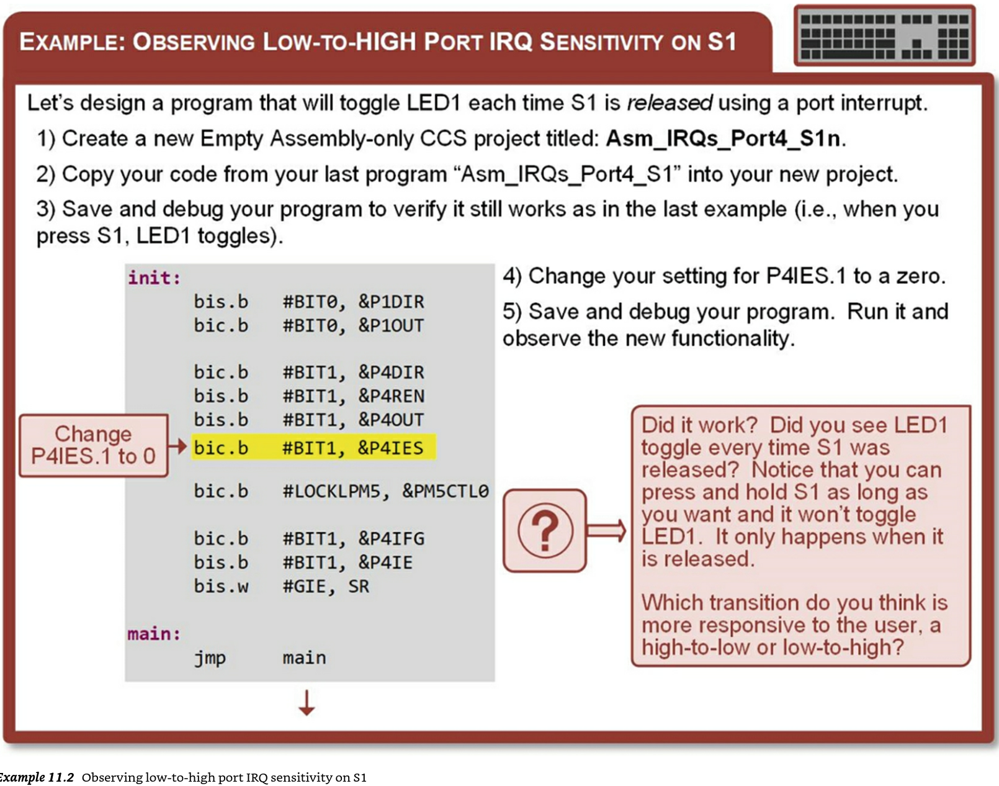 EXAMPLE: OBSERVING LOW-TO-HIGH PORT IRQ SENSITIVITY ON S1
Let's design a program that will toggle LED1 each time S1 is released using a port interrupt.
1) Create a new Empty Assembly-only CCS project titled: Asm_IRQs_Port4_S1n.
2) Copy your code from your last program “Asm_IRQs_Port4_S1” into your new project.
3) Save and debug your program to verify it still works as in the last example (i.e., when you
press S1, LED1 toggles).
init:
bis.b #BIT0, &P1DIR
bic.b #BIT0, &P1OUT
bic.b #BIT1, &P4DIR
bis.b #BIT1, &P4REN
bis.b #BIT1, &P4OUT
Change
P4IES.1 to 0
bic.b #BIT1, &P4IES
bic.b #LOCKLPM5, &PM5CTL0
bic.b #BIT1, &P4IFG
bis.b #BIT1, &P4IE
bis.w #GIE, SR
main:
jmp main
4) Change your setting for P4IES.1 to a zero.
5) Save and debug your program. Run it and
observe the new functionality.
?
Did it work? Did you see LED1
toggle every time S1 was
released? Notice that you can
press and hold S1 as long as
you want and it won't toggle
LED1. It only happens when it
is released.
Which transition do you think is
more responsive to the user, a
high-to-low or low-to-high?
Example 11.2 Observing low-to-high port IRQ sensitivity on S1